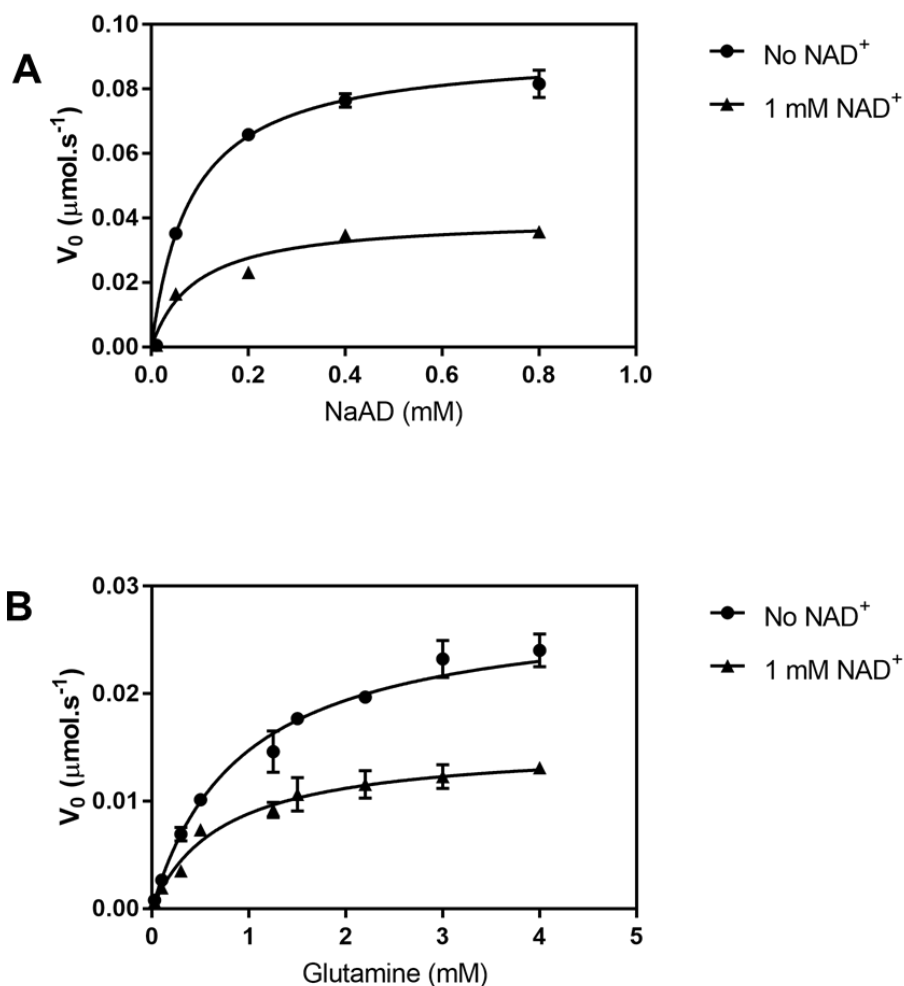 A
0.10
0.08
0.06
0.04
0.02
0.00
V₀ (μmol.s⁻¹)
0.0 0.2 0.4 0.6 0.8 1.0
NaAD (mM)
No NAD⁺
1 mM NAD⁺
B
0.03
0.02
0.01
0.00
V₀ (μmol.s⁻¹)
0 1 2 3 4 5
Glutamine (mM)
No NAD⁺
1 mM NAD⁺